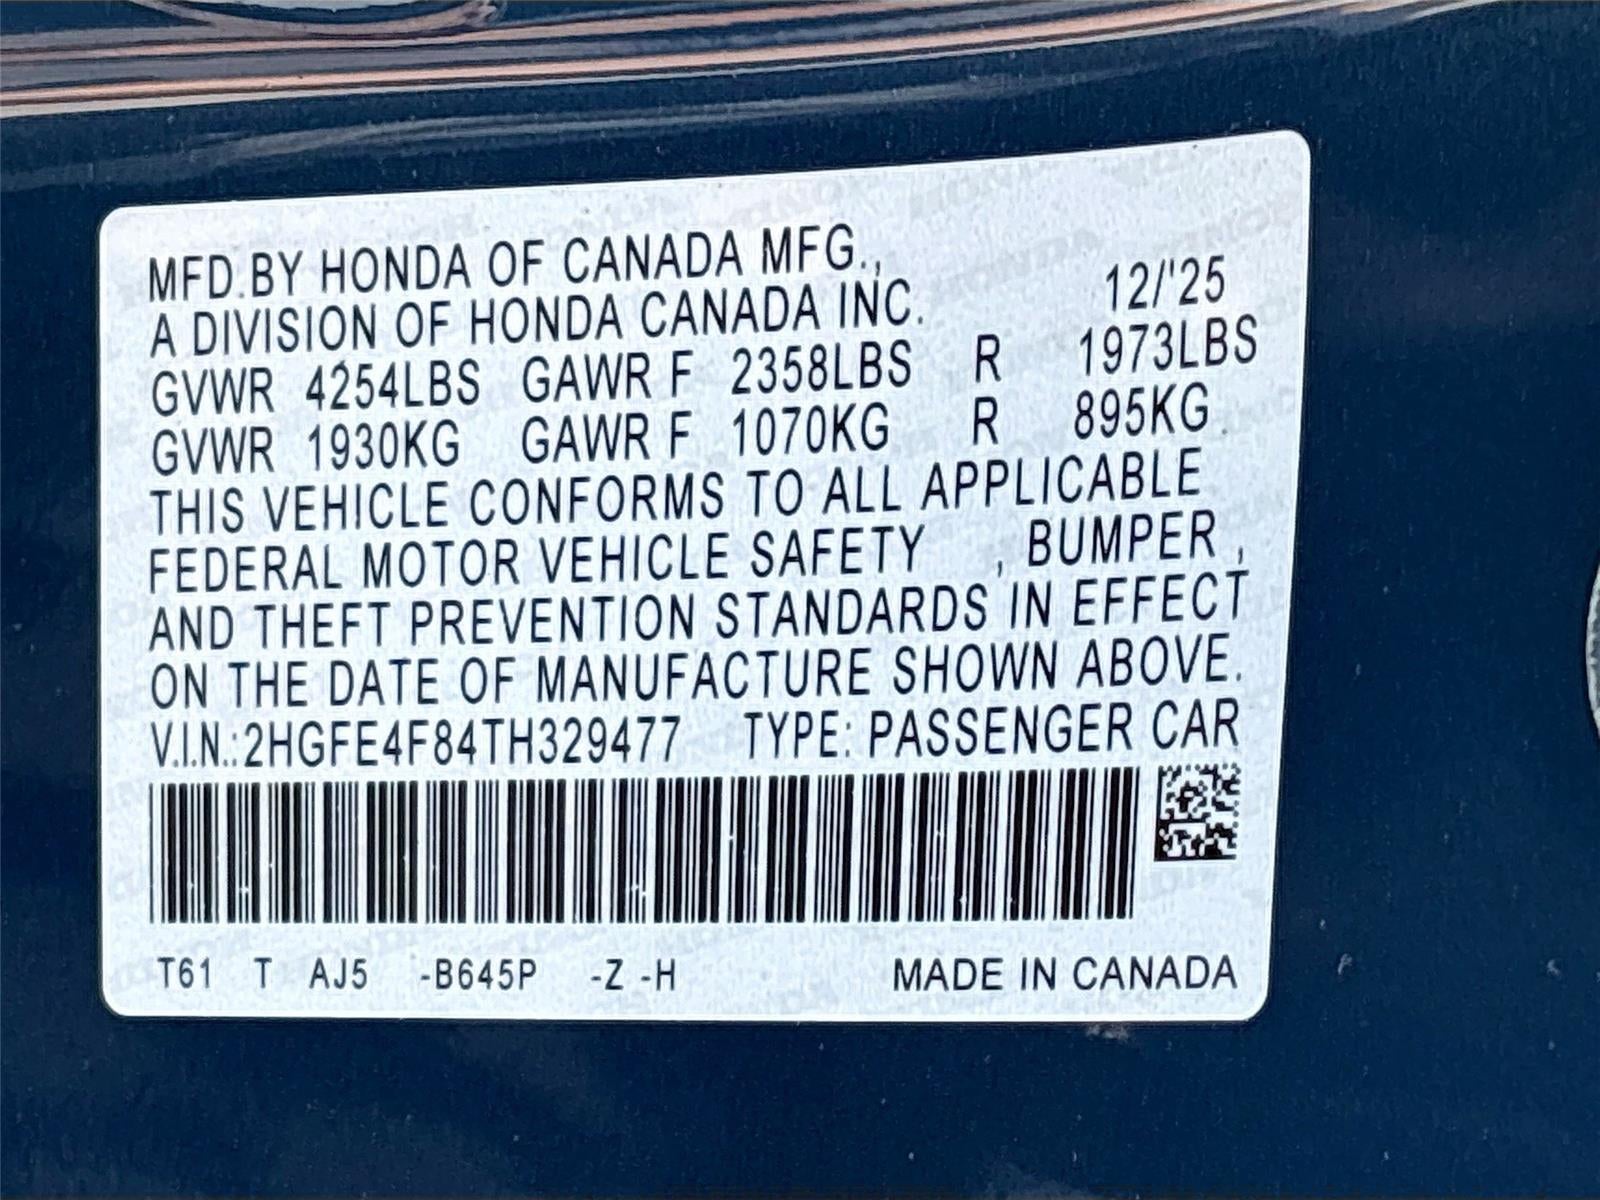 MFD.BY HONDA OF CANADA MFG.,
A DIVISION OF HONDA CANADA INC. 12/'25
GVWR 4254LBS GAWR F 2358LBS R 1973LBS
GVWR 1930KG GAWR F 1070KG R 895KG
THIS VEHICLE CONFORMS TO ALL APPLICABLE
FEDERAL MOTOR VEHICLE SAFETY , BUMPER ,
AND THEFT PREVENTION STANDARDS IN EFFECT
ON THE DATE OF MANUFACTURE SHOWN ABOVE.
V.I.N.:2HGFE4F84TH329477 TYPE: PASSENGER CAR
T61 T AJ5 -B645P -Z -H MADE IN CANADA